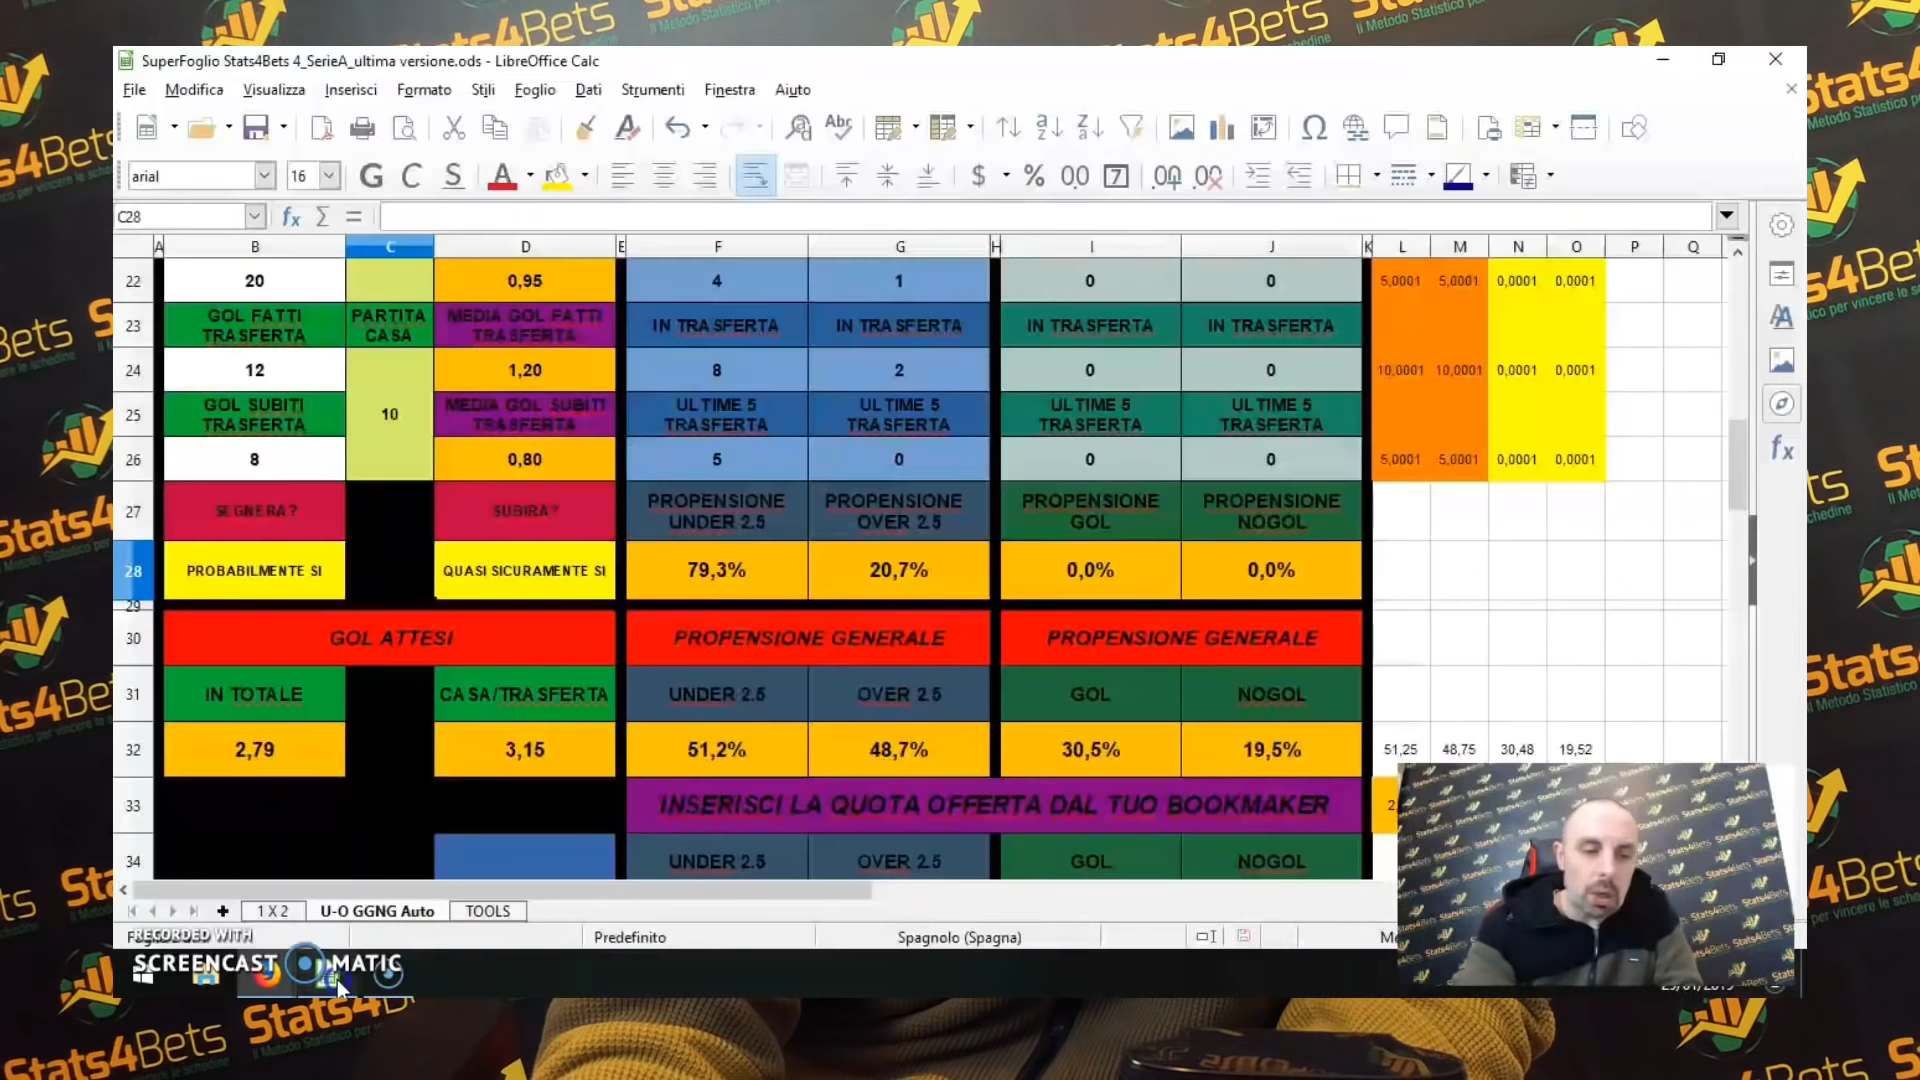 SuperFoglio Stats4Bets 4_SerieA_ultima versione.ods - LibreOffice Calc
File Modifica Visualizza Inserisci Formato Stili Foglio Dati Strumenti Finestra Aiuto
arial 16 G C S
C28
A B C D E F G H I J K L M N O P Q
22 20 0,95 4 1 0 0 5,0001 5,0001 0,0001 0,0001
23 GOL FATTI TRASFERTA PARTITA CASA MEDIA GOL FATTI TRASFERTA IN TRASFERTA IN TRASFERTA IN TRASFERTA IN TRASFERTA
24 12 1,20 8 2 0 0 10,0001 10,0001 0,0001 0,0001
25 GOL SUBITI TRASFERTA 10 MEDIA GOL SUBITI TRASFERTA ULTIME 5 TRASFERTA ULTIME 5 TRASFERTA ULTIME 5 TRASFERTA ULTIME 5 TRASFERTA
26 8 0,80 5 0 0 0 5,0001 5,0001 0,0001 0,0001
27 SEGNERA? SUBIRA? PROPENSIONE UNDER 2.5 PROPENSIONE OVER 2.5 PROPENSIONE GOL PROPENSIONE NOGOL
28 PROBABILMENTE SI QUASI SICURAMENTE SI 79,3% 20,7% 0,0% 0,0%
29
30 GOL ATTESI PROPENSIONE GENERALE PROPENSIONE GENERALE
31 IN TOTALE CASA/TRASFERTA UNDER 2.5 OVER 2.5 GOL NOGOL
32 2,79 3,15 51,2% 48,7% 30,5% 19,5% 51,25 48,75 30,48 19,52
33 INSERISCI LA QUOTA OFFERTA DAL TUO BOOKMAKER
34 UNDER 2.5 OVER 2.5 GOL NOGOL
1 X 2 U-O GGNG Auto TOOLS
Predefinito Spagnolo (Spagna)
RECORDED WITH
SCREENCAST MATIC
Stats4Bets
Il Metodo Statistico per vincere le schedine